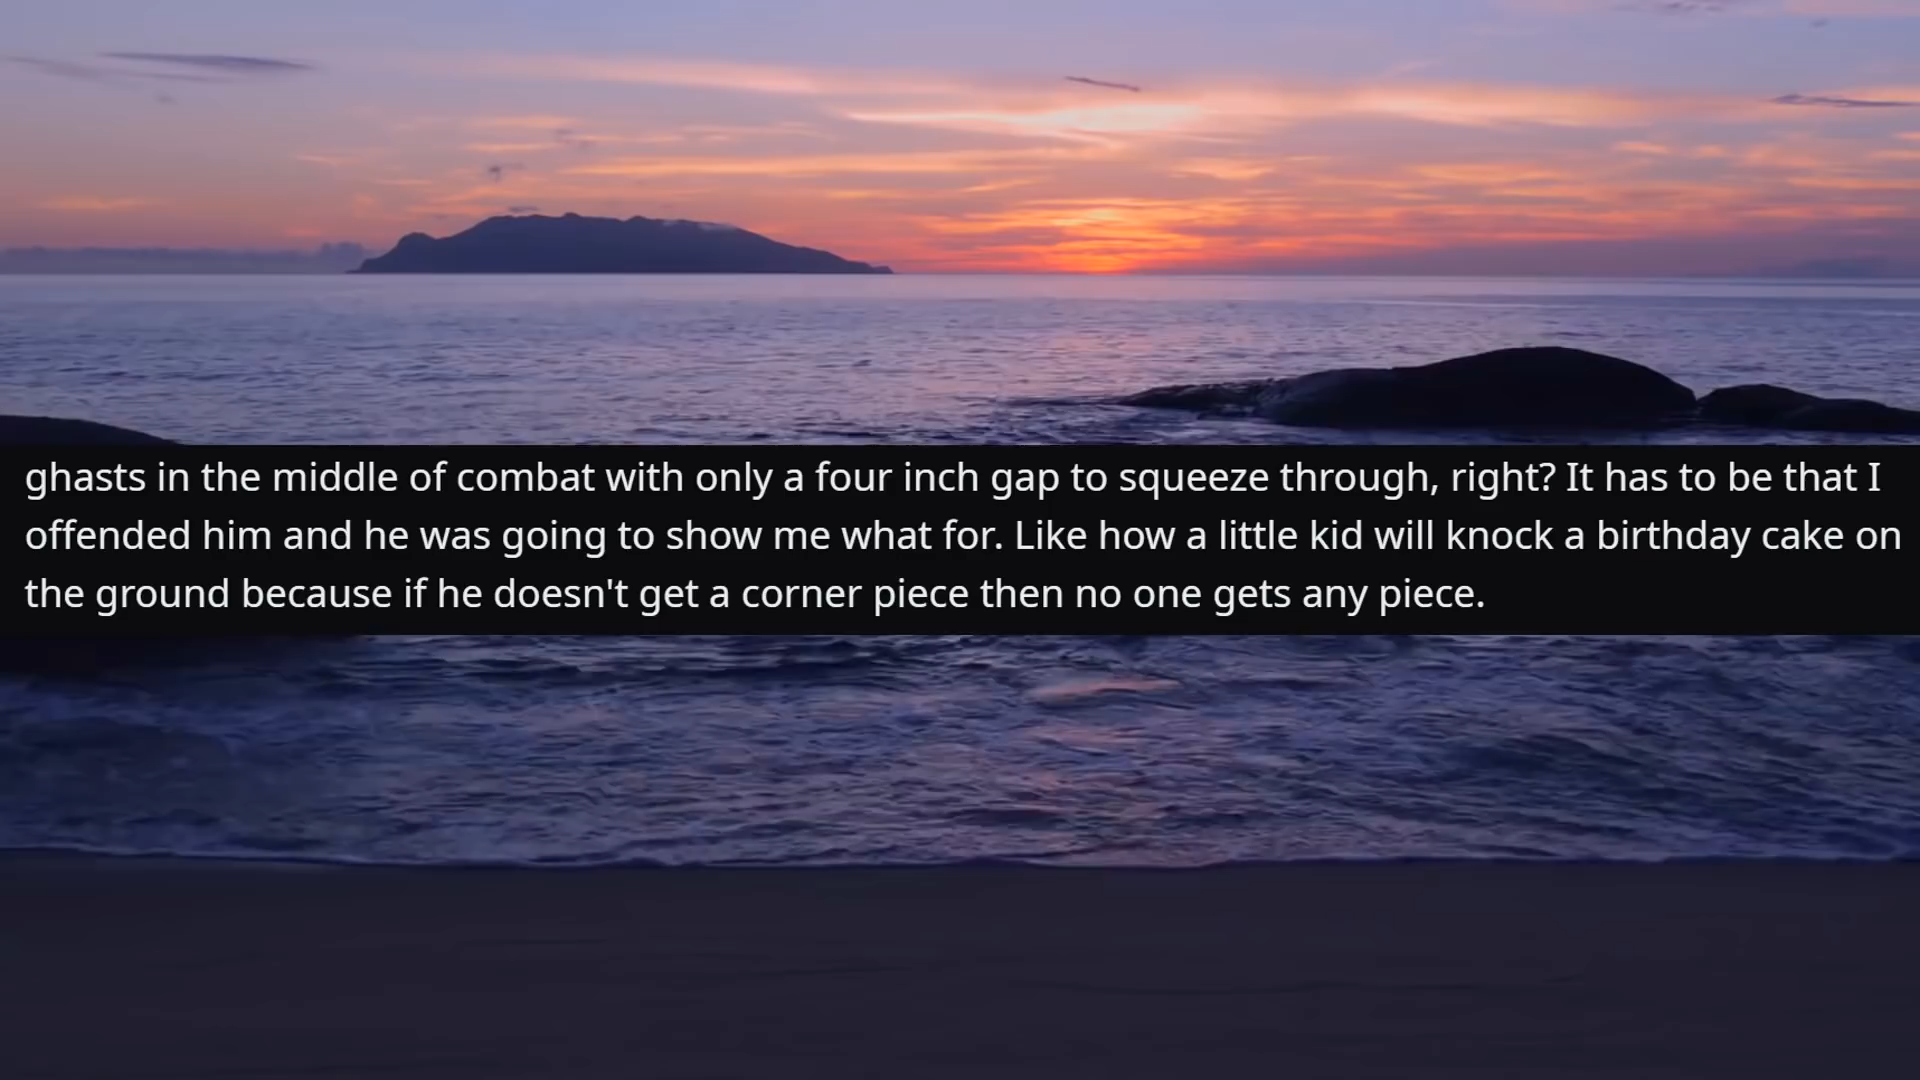 ghasts in the middle of combat with only a four inch gap to squeeze through, right? It has to be that I
offended him and he was going to show me what for. Like how a little kid will knock a birthday cake on
the ground because if he doesn't get a corner piece then no one gets any piece.